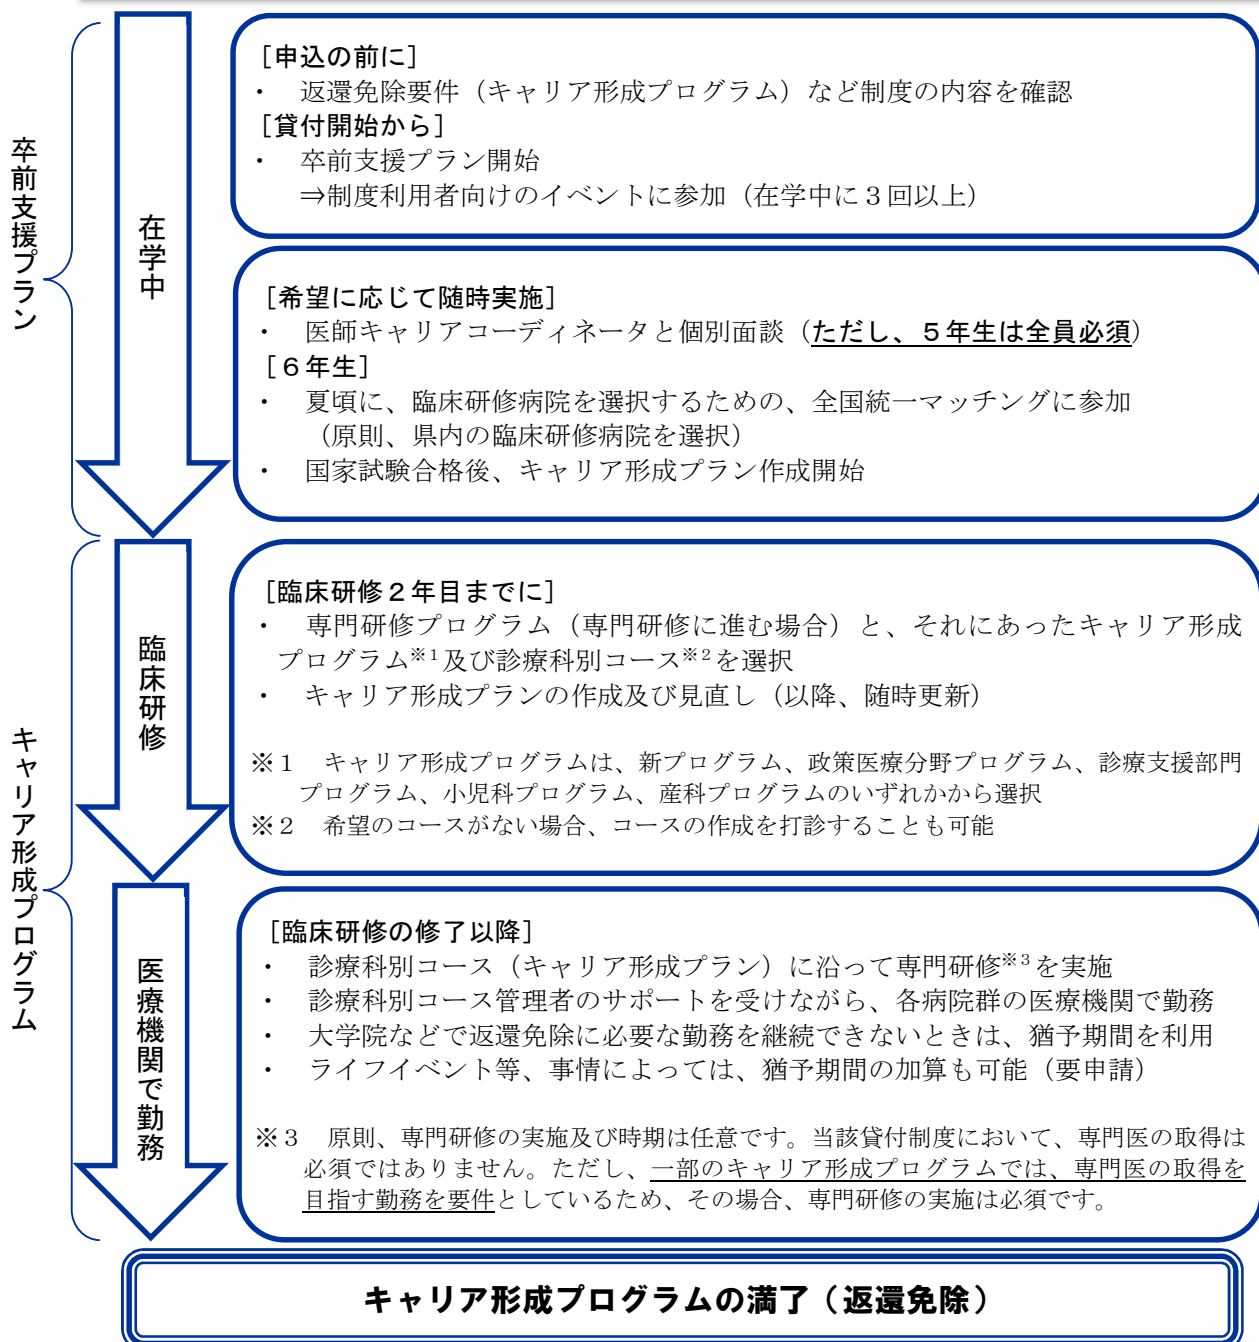 卒前支援プラン
在学中
［申込の前に］
・　返還免除要件（キャリア形成プログラム）など制度の内容を確認
［貸付開始から］
・　卒前支援プラン開始
⇒制度利用者向けのイベントに参加（在学中に３回以上）
［希望に応じて随時実施］
・　医師キャリアコーディネータと個別面談（ただし、５年生は全員必須）
［６年生］
・　夏頃に、臨床研修病院を選択するための、全国統一マッチングに参加
（原則、県内の臨床研修病院を選択）
・　国家試験合格後、キャリア形成プラン作成開始
キャリア形成プログラム
臨床研修
［臨床研修２年目までに］
・　専門研修プログラム（専門研修に進む場合）と、それにあったキャリア形成
プログラム※1及び診療科別コース※2を選択
・　キャリア形成プランの作成及び見直し（以降、随時更新）
※１　キャリア形成プログラムは、新プログラム、政策医療分野プログラム、診療支援部門
プログラム、小児科プログラム、産科プログラムのいずれかから選択
※２　希望のコースがない場合、コースの作成を打診することも可能
医療機関で勤務
［臨床研修の修了以降］
・　診療科別コース（キャリア形成プラン）に沿って専門研修※3を実施
・　診療科別コース管理者のサポートを受けながら、各病院群の医療機関で勤務
・　大学院などで返還免除に必要な勤務を継続できないときは、猶予期間を利用
・　ライフイベント等、事情によっては、猶予期間の加算も可能（要申請）
※３　原則、専門研修の実施及び時期は任意です。当該貸付制度において、専門医の取得は
必須ではありません。ただし、一部のキャリア形成プログラムでは、専門医の取得を
目指す勤務を要件としているため、その場合、専門研修の実施は必須です。
キャリア形成プログラムの満了（返還免除）